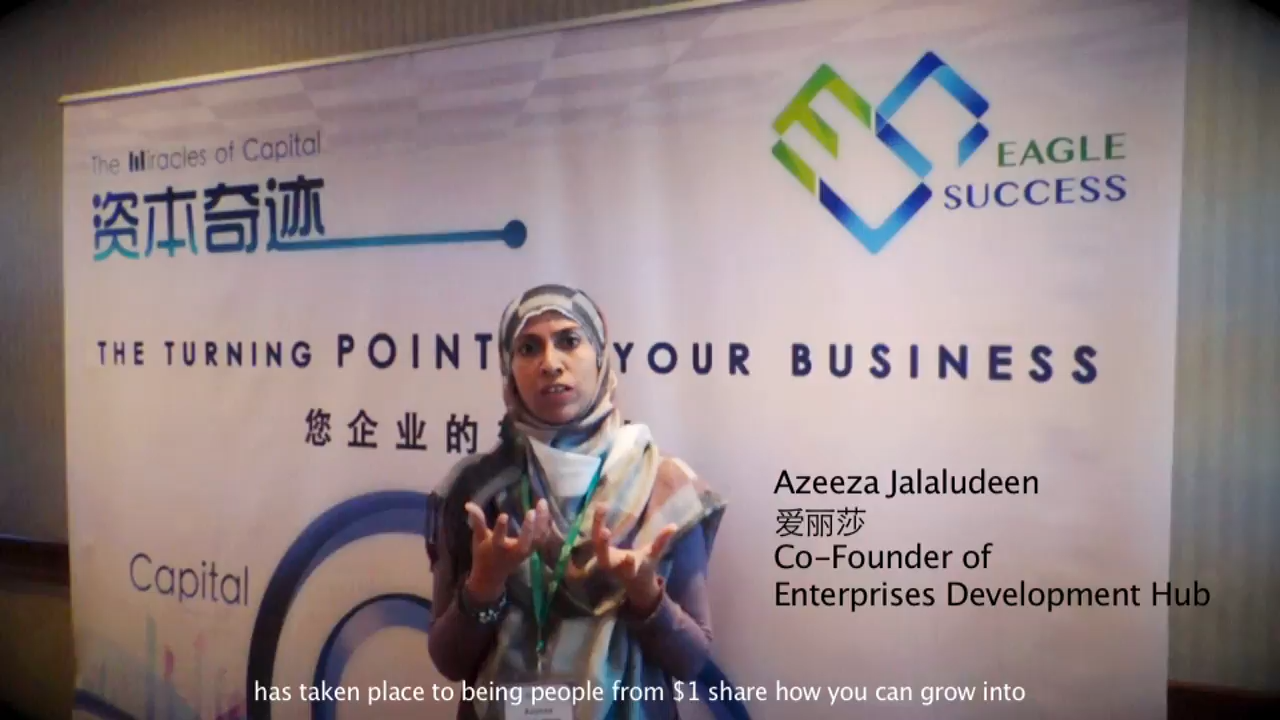 The Miracles of Capital
资本奇迹
EAGLE
SUCCESS
THE TURNING POINT YOUR BUSINESS
您企业的
Azeeza Jalaludeen
爱丽莎
Co-Founder of
Enterprises Development Hub
Capital
has taken place to being people from $1 share how you can grow into